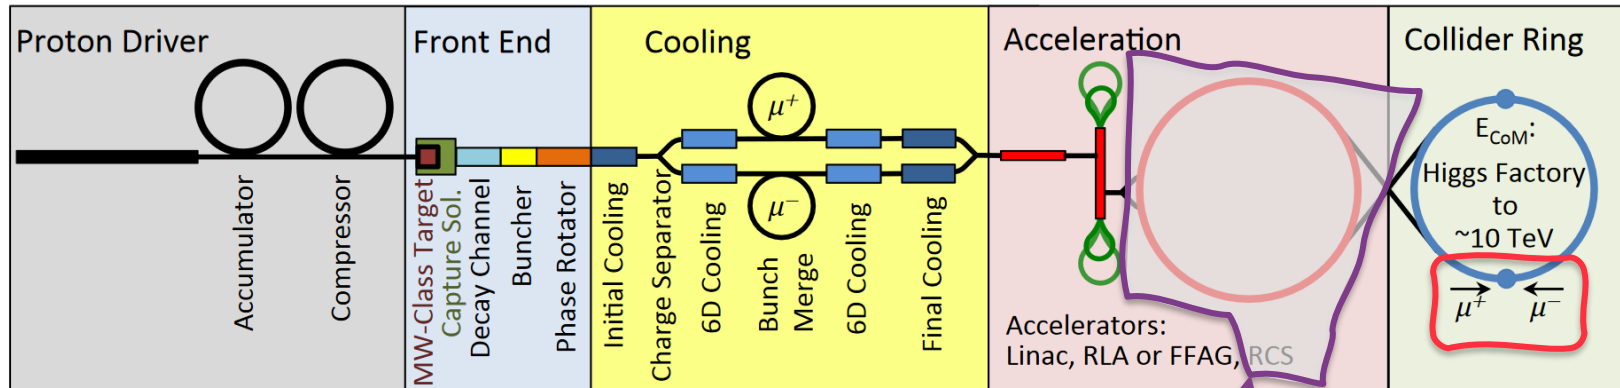 Proton Driver
Accumulator
Compressor
Front End
MW-Class Target
Capture Sol.
Decay Channel
Buncher
Phase Rotator
Cooling
Initial Cooling
Charge Separator
6D Cooling
μ+
μ−
Bunch
Merge
6D Cooling
Final Cooling
Acceleration
Accelerators:
Linac, RLA or FFAG, RCS
Collider Ring
ECoM:
Higgs Factory
to
~10 TeV
μ+ μ−